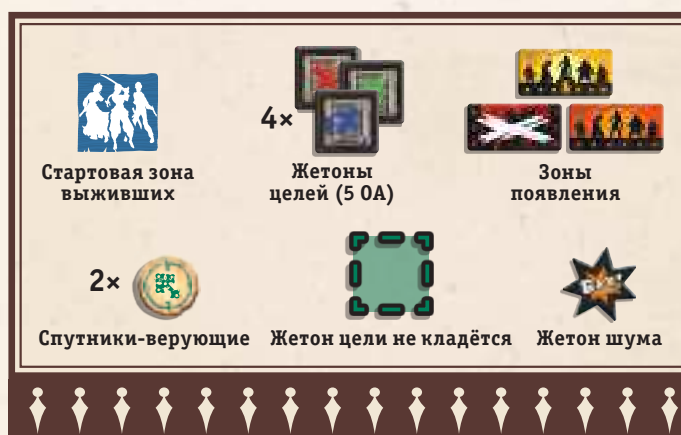 4×
Стартовая зона
выживших
Жетоны
целей (5 ОА)
Зоны
появления
2×
Спутники-верующие
Жетон цели не кладётся
Жетон шума